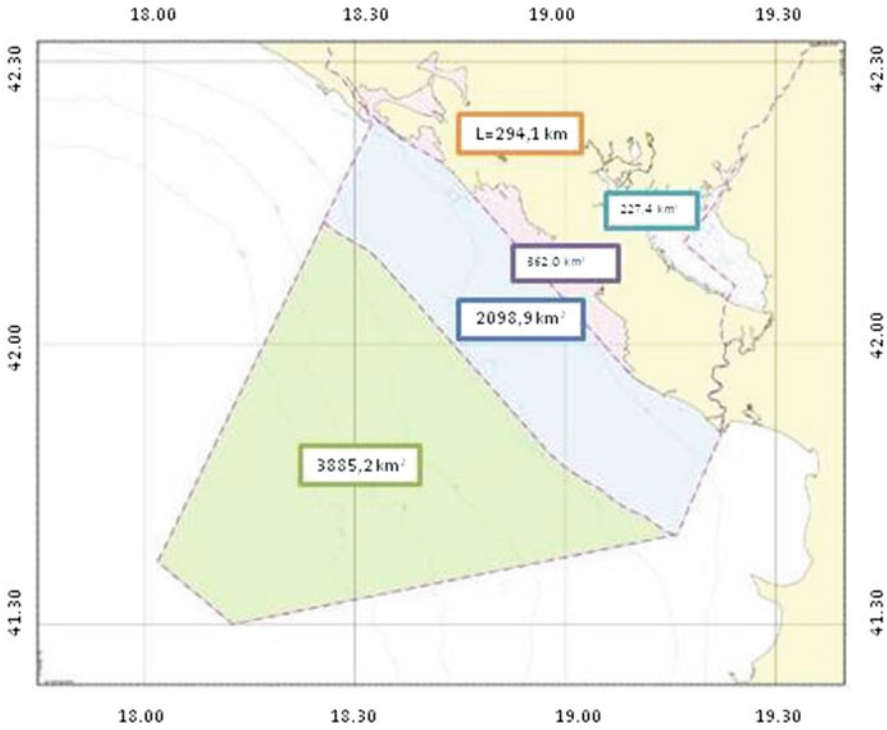 18.00 18.30 19.00 19.30
42.30 42.30
L=294,1 km
227,4 km²
362,0 km²
2098,9 km²
42.00 42.00
3885,2 km²
41.30 41.30
18.00 18.30 19.00 19.30